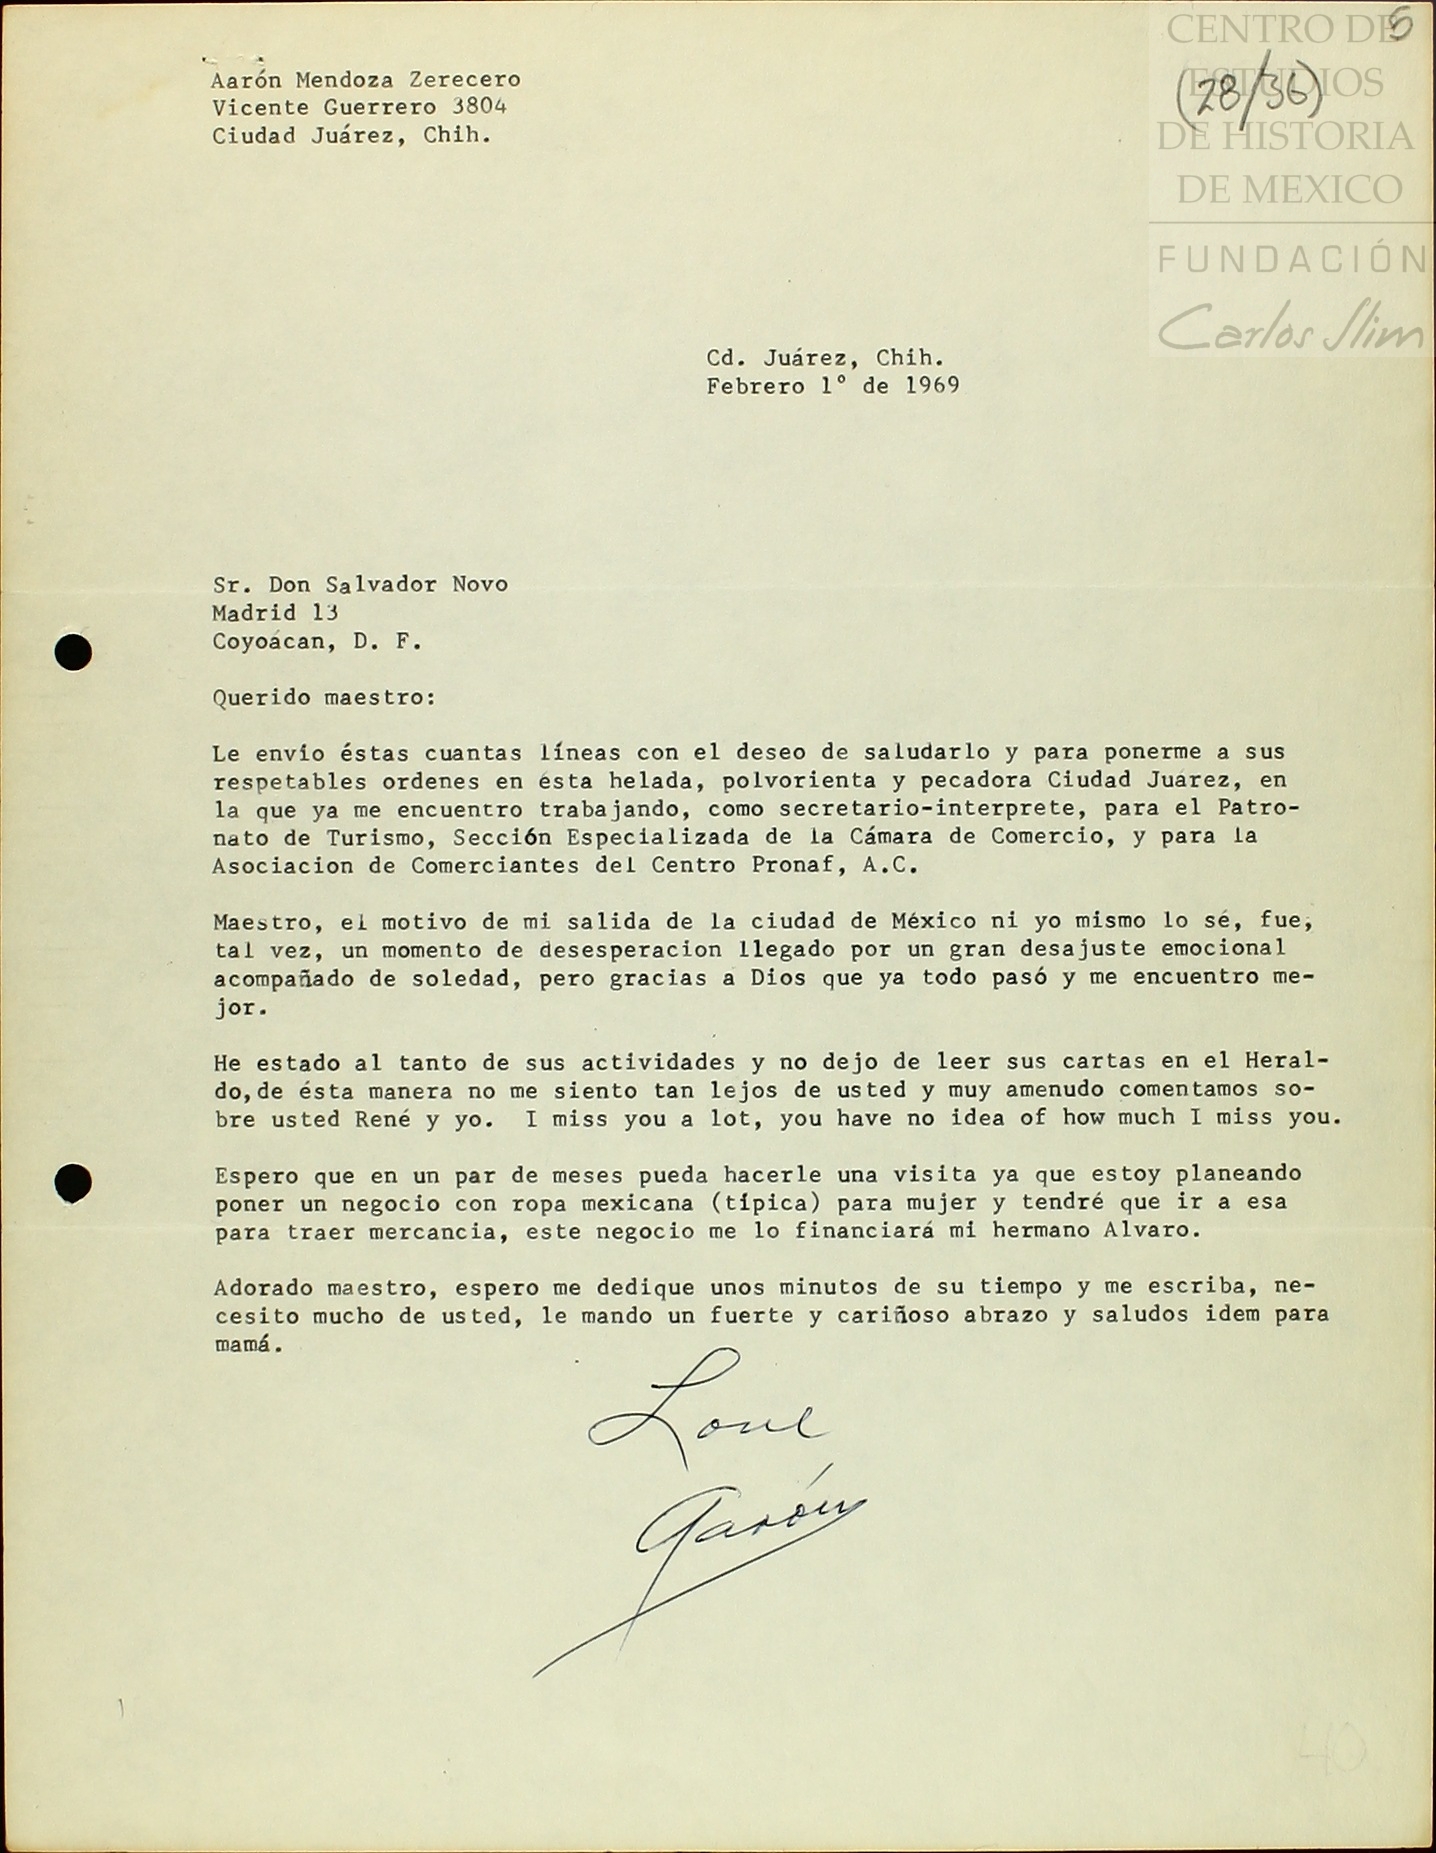 CENTRO DE
5
ESTUDIOS
(28/36)
DE HISTORIA
DE MEXICO
FUNDACIÓN
Carlos Slim
Aarón Mendoza Zerecero
Vicente Guerrero 3804
Ciudad Juárez, Chih.
Cd. Juárez, Chih.
Febrero 1° de 1969
Sr. Don Salvador Novo
Madrid 13
Coyoácan, D. F.
Querido maestro:
Le envío éstas cuantas líneas con el deseo de saludarlo y para ponerme a sus
respetables ordenes en ésta helada, polvorienta y pecadora Ciudad Juárez, en
la que ya me encuentro trabajando, como secretario-interprete, para el Patro-
nato de Turismo, Sección Especializada de la Cámara de Comercio, y para la
Asociacion de Comerciantes del Centro Pronaf, A.C.
Maestro, el motivo de mi salida de la ciudad de México ni yo mismo lo sé, fue,
tal vez, un momento de desesperacion llegado por un gran desajuste emocional
acompañado de soledad, pero gracias a Dios que ya todo pasó y me encuentro me-
jor.
He estado al tanto de sus actividades y no dejo de leer sus cartas en el Heral-
do,de ésta manera no me siento tan lejos de usted y muy amenudo comentamos so-
bre usted René y yo.  I miss you a lot, you have no idea of how much I miss you.
Espero que en un par de meses pueda hacerle una visita ya que estoy planeando
poner un negocio con ropa mexicana (típica) para mujer y tendré que ir a esa
para traer mercancia, este negocio me lo financiará mi hermano Alvaro.
Adorado maestro, espero me dedique unos minutos de su tiempo y me escriba, ne-
cesito mucho de usted, le mando un fuerte y cariñoso abrazo y saludos idem para
mamá.
Love
Aarón
40